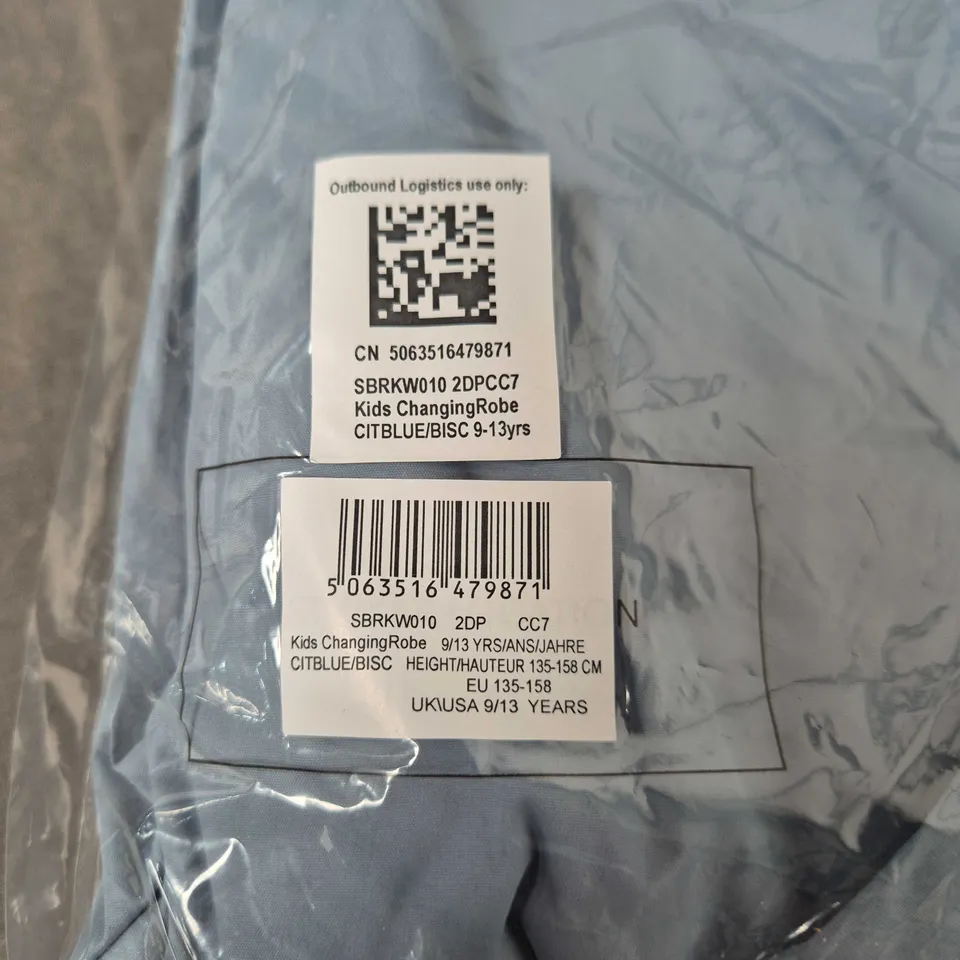 Outbound Logistics use only:
CN 5063516479871
SBRKW010 2DPCC7
Kids ChangingRobe
CITBLUE/BISC 9-13yrs
5 063516 479871
SBRKW010 2DP CC7
Kids ChangingRobe 9/13 YRS/ANS/JAHRE
CITBLUE/BISC HEIGHT/HAUTEUR 135-158 CM
EU 135-158
UK\USA 9/13 YEARS